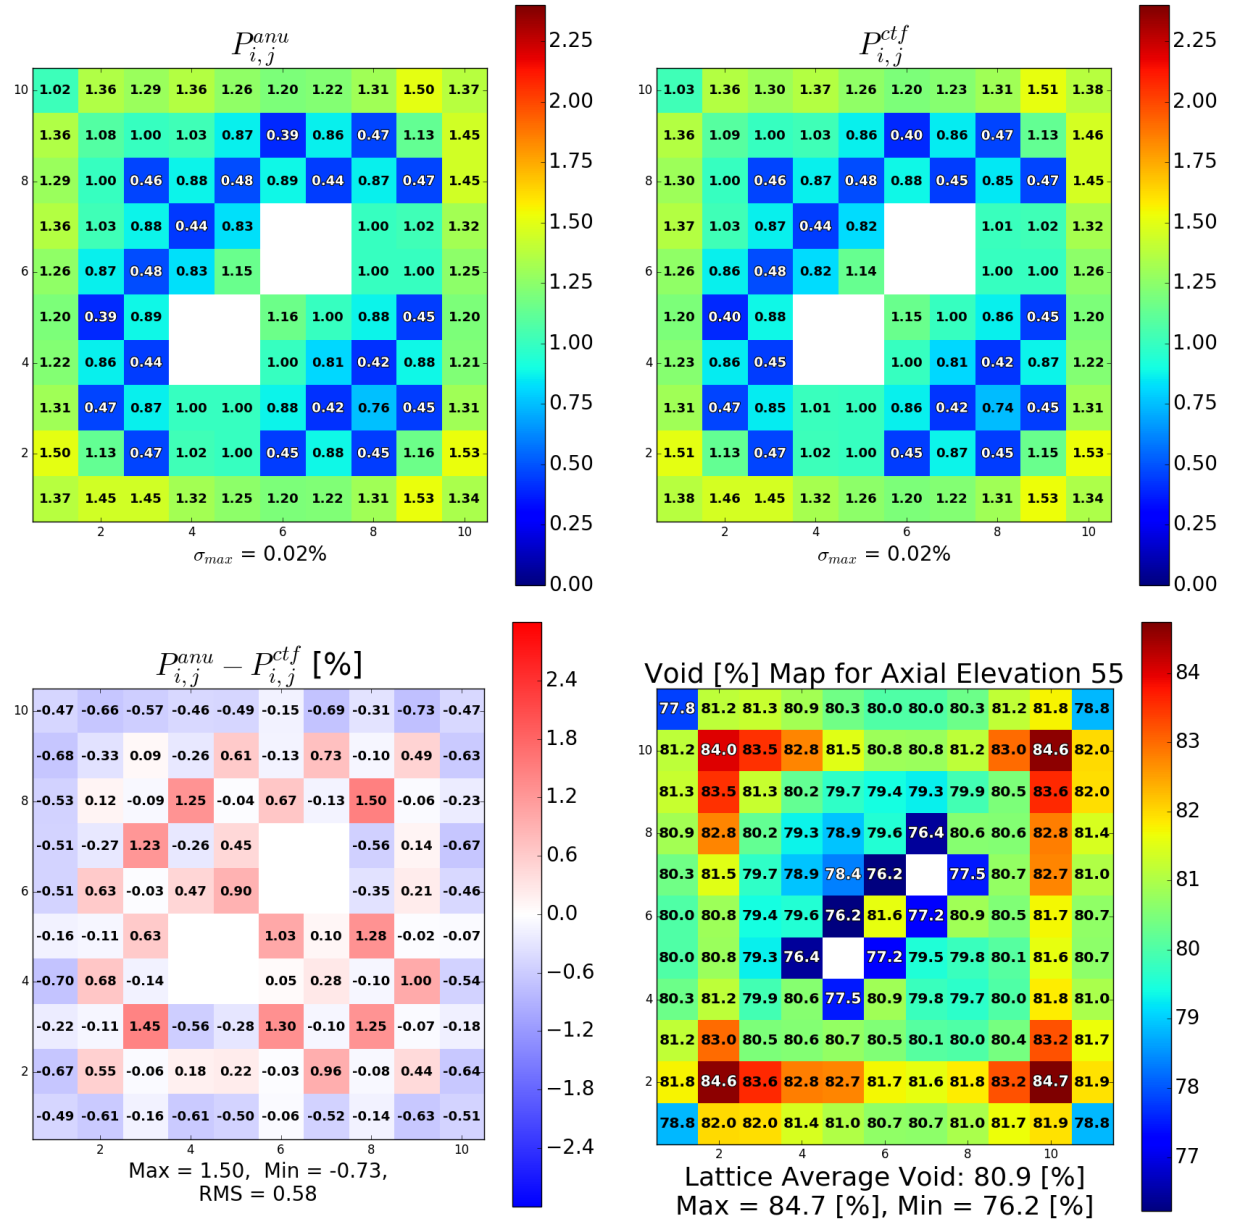 P_{i,j}^{anu}
10 1.02 1.36 1.29 1.36 1.26 1.20 1.22 1.31 1.50 1.37
1.36 1.08 1.00 1.03 0.87 0.39 0.86 0.47 1.13 1.45
8 1.29 1.00 0.46 0.88 0.48 0.89 0.44 0.87 0.47 1.45
1.36 1.03 0.88 0.44 0.83 1.00 1.02 1.32
6 1.26 0.87 0.48 0.83 1.15 1.00 1.00 1.25
1.20 0.39 0.89 1.16 1.00 0.88 0.45 1.20
4 1.22 0.86 0.44 1.00 0.81 0.42 0.88 1.21
1.31 0.47 0.87 1.00 1.00 0.88 0.42 0.76 0.45 1.31
2 1.50 1.13 0.47 1.02 1.00 0.45 0.88 0.45 1.16 1.53
1.37 1.45 1.45 1.32 1.25 1.20 1.22 1.31 1.53 1.34
2 4 6 8 10
σ_{max} = 0.02%
2.25
2.00
1.75
1.50
1.25
1.00
0.75
0.50
0.25
0.00
P_{i,j}^{ctf}
10 1.03 1.36 1.30 1.37 1.26 1.20 1.23 1.31 1.51 1.38
1.36 1.09 1.00 1.03 0.86 0.40 0.86 0.47 1.13 1.46
8 1.30 1.00 0.46 0.87 0.48 0.88 0.45 0.85 0.47 1.45
1.37 1.03 0.87 0.44 0.82 1.01 1.02 1.32
6 1.26 0.86 0.48 0.82 1.14 1.00 1.00 1.26
1.20 0.40 0.88 1.15 1.00 0.86 0.45 1.20
4 1.23 0.86 0.45 1.00 0.81 0.42 0.87 1.22
1.31 0.47 0.85 1.01 1.00 0.86 0.42 0.74 0.45 1.31
2 1.51 1.13 0.47 1.02 1.00 0.45 0.87 0.45 1.15 1.53
1.38 1.46 1.45 1.32 1.26 1.20 1.22 1.31 1.53 1.34
2 4 6 8 10
σ_{max} = 0.02%
2.25
2.00
1.75
1.50
1.25
1.00
0.75
0.50
0.25
0.00
P_{i,j}^{anu} − P_{i,j}^{ctf} [%]
10 -0.47 -0.66 -0.57 -0.46 -0.49 -0.15 -0.69 -0.31 -0.73 -0.47
-0.68 -0.33 0.09 -0.26 0.61 -0.13 0.73 -0.10 0.49 -0.63
8 -0.53 0.12 -0.09 1.25 -0.04 0.67 -0.13 1.50 -0.06 -0.23
-0.51 -0.27 1.23 -0.26 0.45 -0.56 0.14 -0.67
6 -0.51 0.63 -0.03 0.47 0.90 -0.35 0.21 -0.46
-0.16 -0.11 0.63 1.03 0.10 1.28 -0.02 -0.07
4 -0.70 0.68 -0.14 0.05 0.28 -0.10 1.00 -0.54
-0.22 -0.11 1.45 -0.56 -0.28 1.30 -0.10 1.25 -0.07 -0.18
2 -0.67 0.55 -0.06 0.18 0.22 -0.03 0.96 -0.08 0.44 -0.64
-0.49 -0.61 -0.16 -0.61 -0.50 -0.06 -0.52 -0.14 -0.63 -0.51
2 4 6 8 10
Max = 1.50, Min = -0.73,
RMS = 0.58
2.4
1.8
1.2
0.6
0.0
−0.6
−1.2
−1.8
−2.4
Void [%] Map for Axial Elevation 55
77.8 81.2 81.3 80.9 80.3 80.0 80.0 80.3 81.2 81.8 78.8
10 81.2 84.0 83.5 82.8 81.5 80.8 80.8 81.2 83.0 84.6 82.0
81.3 83.5 81.3 80.2 79.7 79.4 79.3 79.9 80.5 83.6 82.0
8 80.9 82.8 80.2 79.3 78.9 79.6 76.4 80.6 80.6 82.8 81.4
80.3 81.5 79.7 78.9 78.4 76.2 77.5 80.7 82.7 81.0
6 80.0 80.8 79.4 79.6 76.2 81.6 77.2 80.9 80.5 81.7 80.7
80.0 80.8 79.3 76.4 77.2 79.5 79.8 80.1 81.6 80.7
4 80.3 81.2 79.9 80.6 77.5 80.9 79.8 79.7 80.0 81.8 81.0
81.2 83.0 80.5 80.6 80.7 80.5 80.1 80.0 80.4 83.2 81.7
2 81.8 84.6 83.6 82.8 82.7 81.7 81.6 81.8 83.2 84.7 81.9
78.8 82.0 82.0 81.4 81.0 80.7 80.7 81.0 81.7 81.9 78.8
2 4 6 8 10
Lattice Average Void: 80.9 [%]
Max = 84.7 [%], Min = 76.2 [%]
84
83
82
81
80
79
78
77